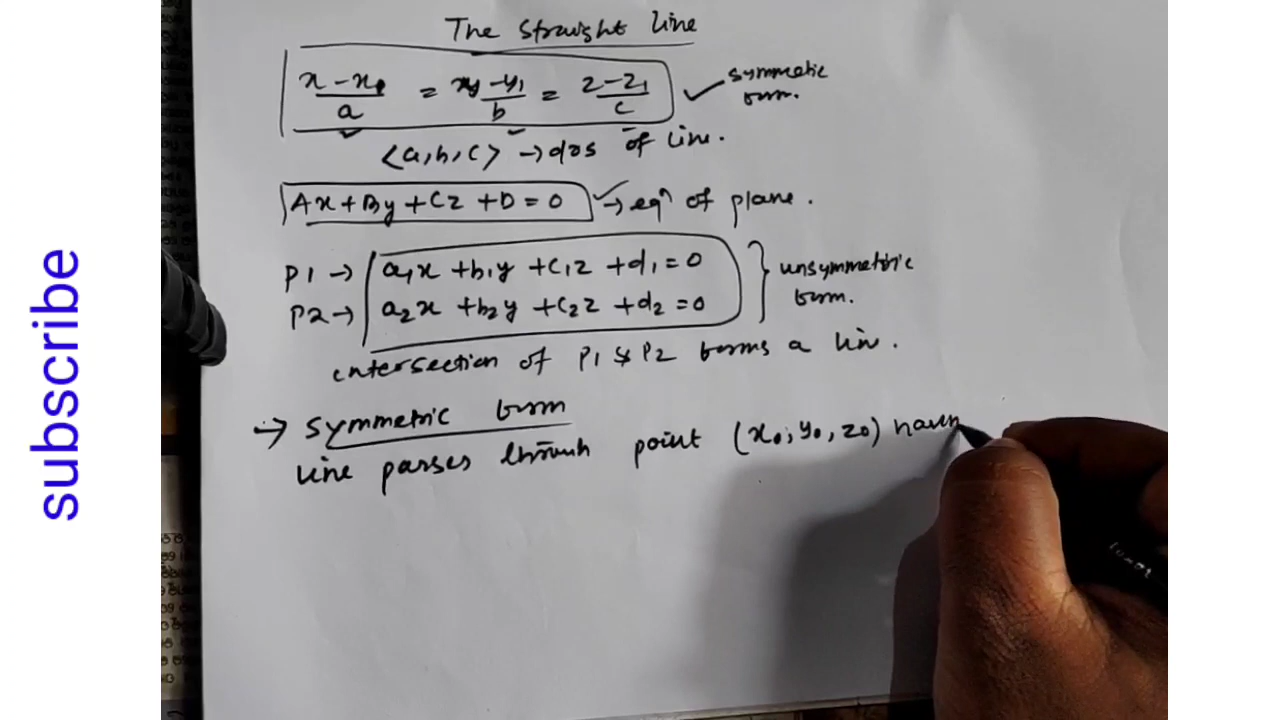 The straight line
x - x₀/a = y - y₁/b = z - z₁/c ✓ symmetric form.
<a, b, c> → drs of line.
Ax + By + Cz + D = 0 → eqⁿ of plane.
P1 → a₁x + b₁y + c₁z + d₁ = 0
P2 → a₂x + b₂y + c₂z + d₂ = 0
unsymmetric form.
intersection of P1 & P2 forms a line.
→ Symmetric form
line passes through point (x₀, y₀, z₀) havin
subscribe